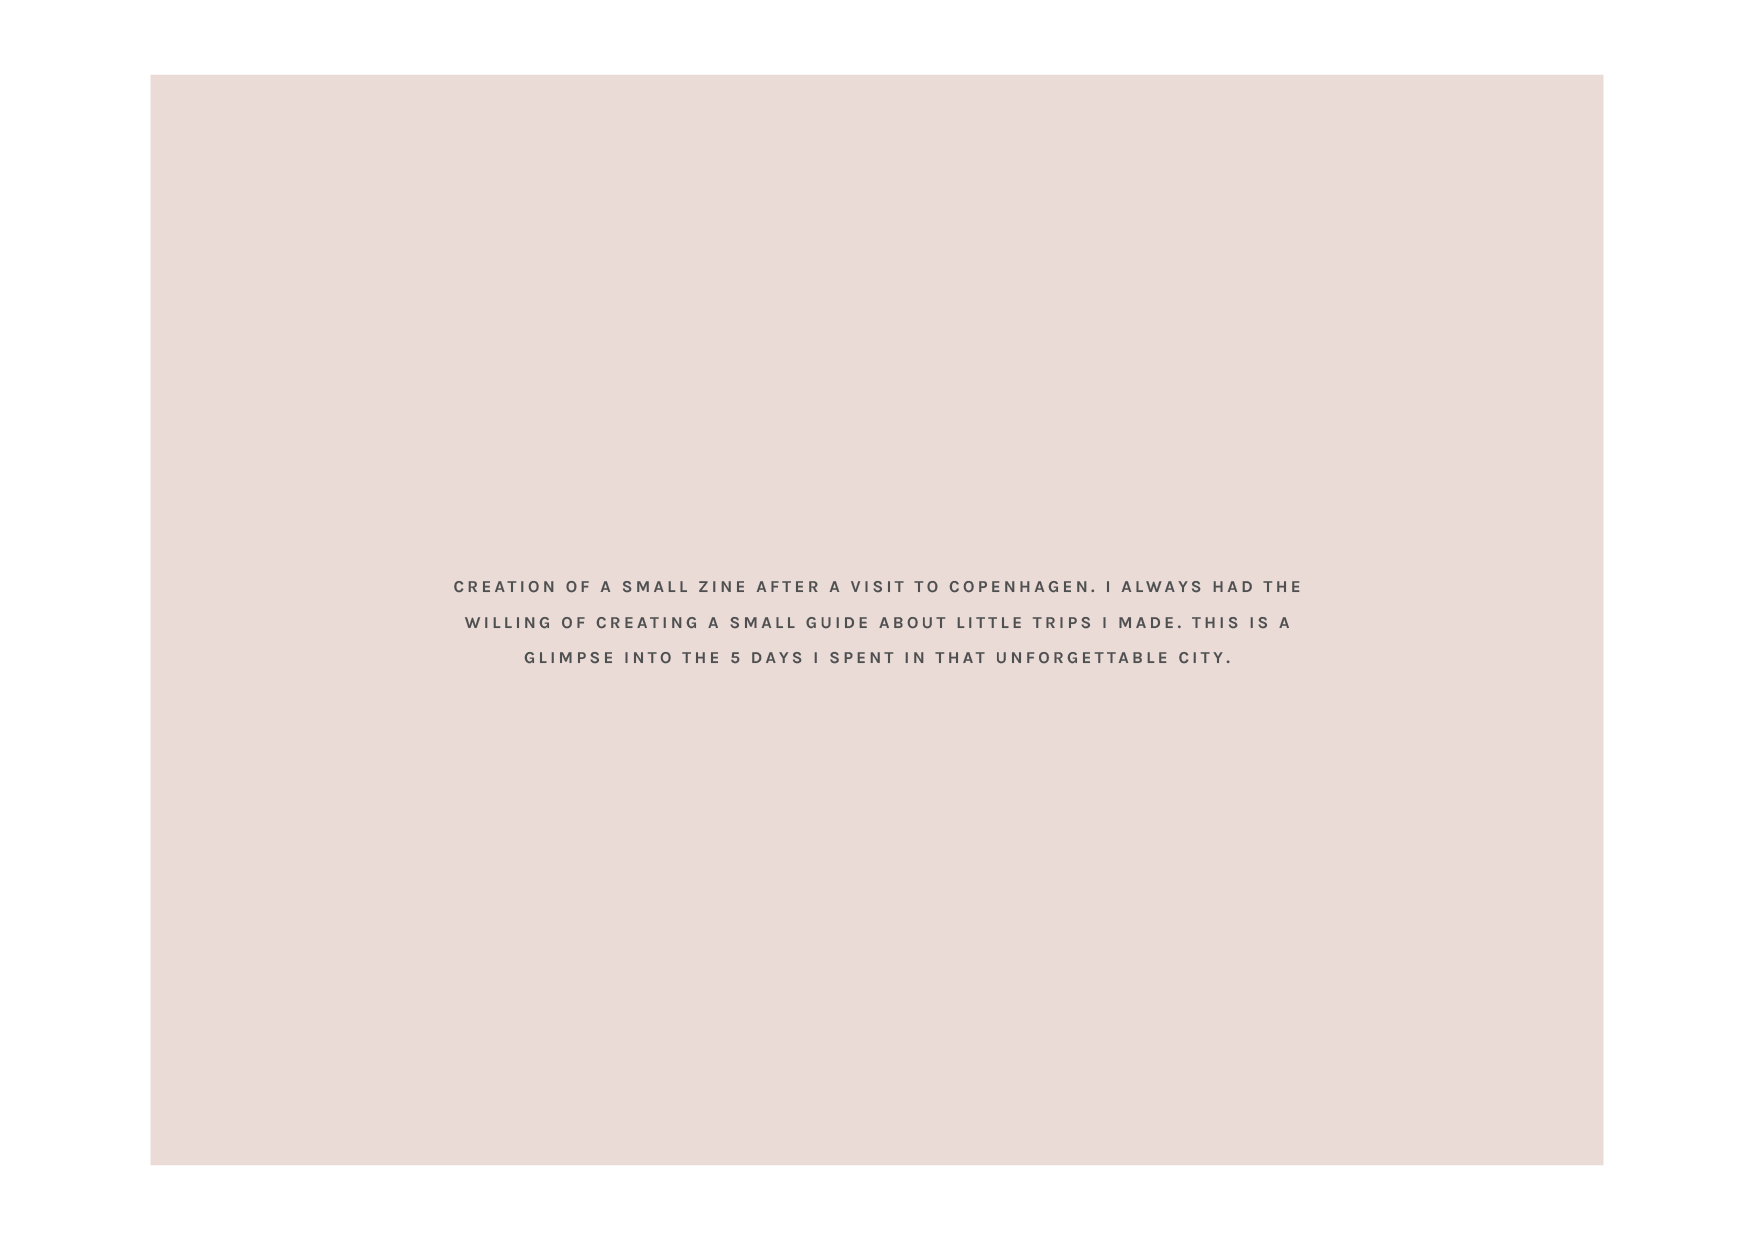 CREATION OF A SMALL ZINE AFTER A VISIT TO COPENHAGEN. I ALWAYS HAD THE
WILLING OF CREATING A SMALL GUIDE ABOUT LITTLE TRIPS I MADE. THIS IS A
GLIMPSE INTO THE 5 DAYS I SPENT IN THAT UNFORGETTABLE CITY.